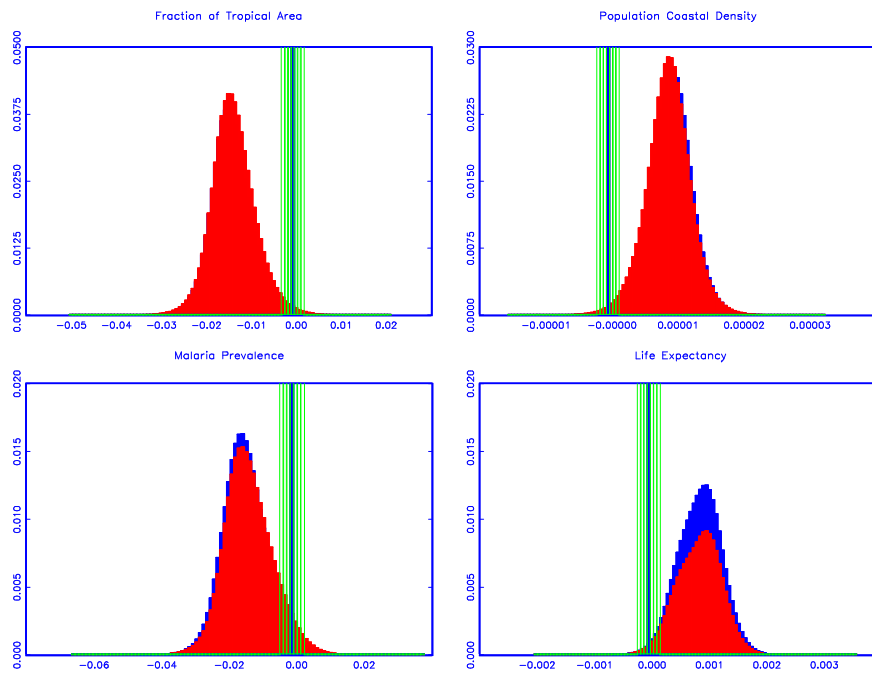 Fraction of Tropical Area
0.0500
0.0375
0.0250
0.0125
0.0000
−0.05 −0.04 −0.03 −0.02 −0.01 0.00 0.01 0.02
Population Coastal Density
0.0300
0.0225
0.0150
0.0075
0.0000
−0.00001 −0.00000 0.00001 0.00002 0.00003
Malaria Prevalence
0.020
0.015
0.010
0.005
0.000
−0.06 −0.04 −0.02 0.00 0.02
Life Expectancy
0.020
0.015
0.010
0.005
0.000
−0.002 −0.001 0.000 0.001 0.002 0.003